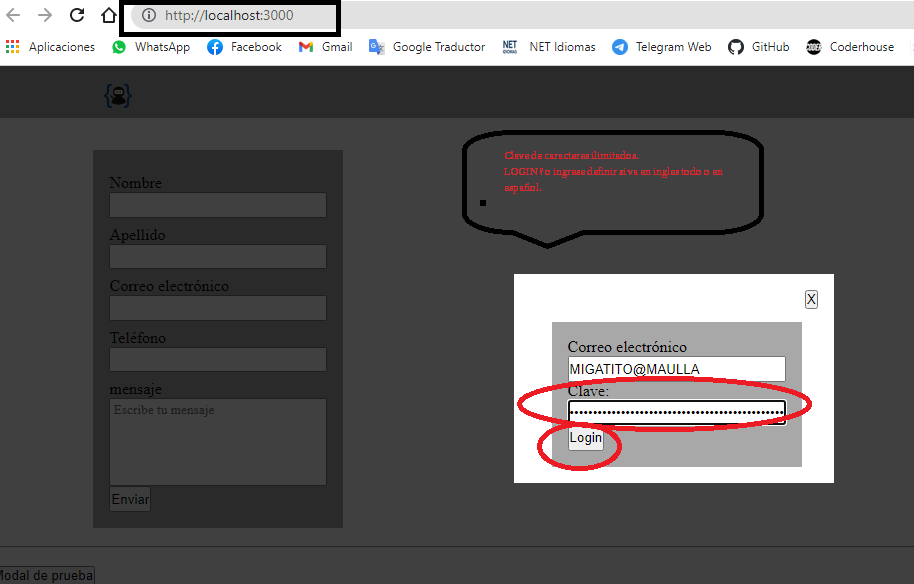 http://localhost:3000
Aplicaciones WhatsApp Facebook Gmail Google Traductor NET Idiomas Telegram Web GitHub Coderhouse
Clave de caracteres ilimitados.
LOGIN? o ingrese definir si va en ingles todo o en
español.
Nombre
Apellido
Correo electrónico
Teléfono
mensaje
Escribe tu mensaje
Enviar
X
Correo electrónico
MIGATITO@MAULLA
Clave:
Login
Modal de prueba